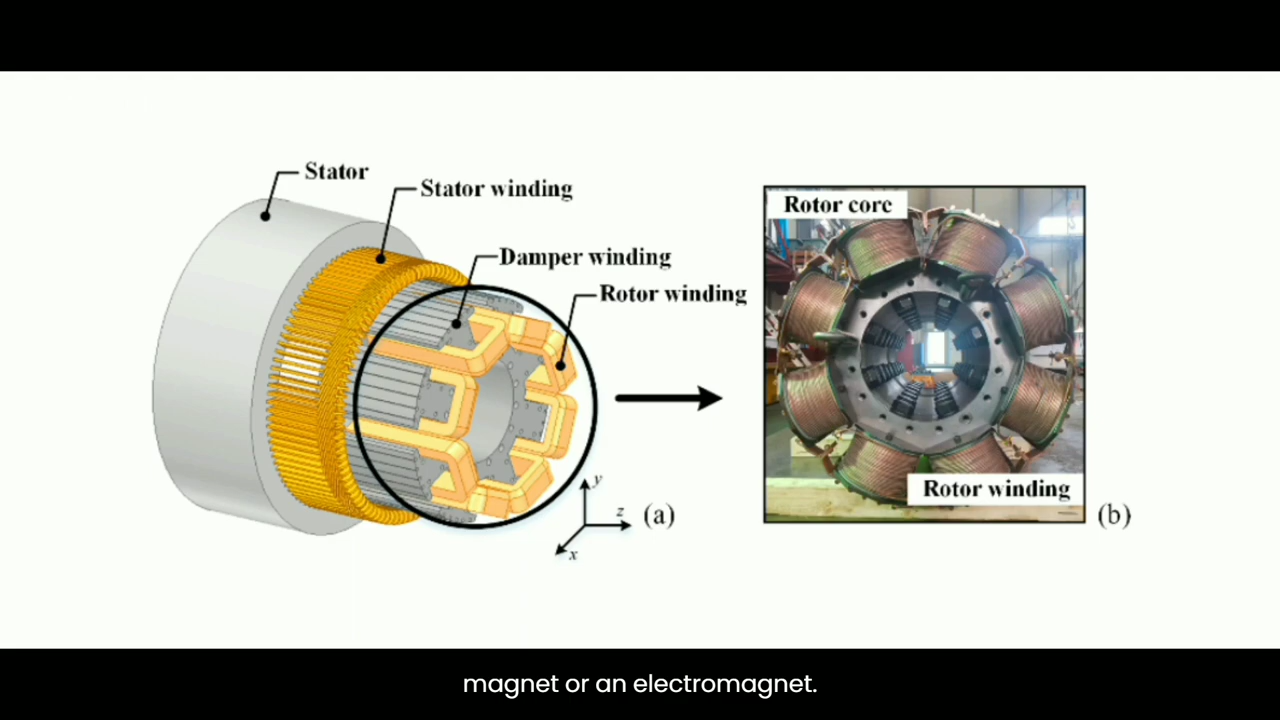 Stator
Stator winding
Damper winding
Rotor winding
y
z
x
(a)
Rotor core
Rotor winding
(b)
magnet or an electromagnet.